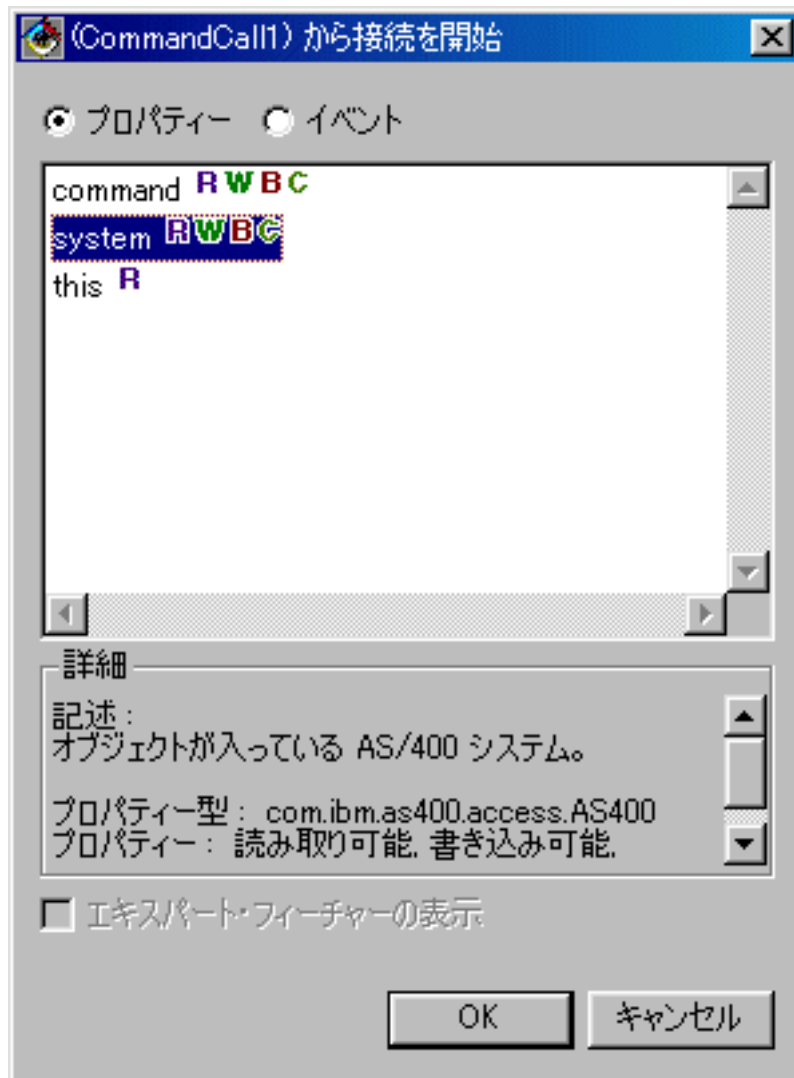 (CommandCall1) から接続を開始
プロパティー イベント
command R W B C
system R W B C
this R
詳細
記述 :
オブジェクトが入っている AS/400 システム。
プロパティー型 : com.ibm.as400.access.AS400
プロパティー : 読み取り可能, 書き込み可能,
エキスパート・フィーチャーの表示
OK キャンセル